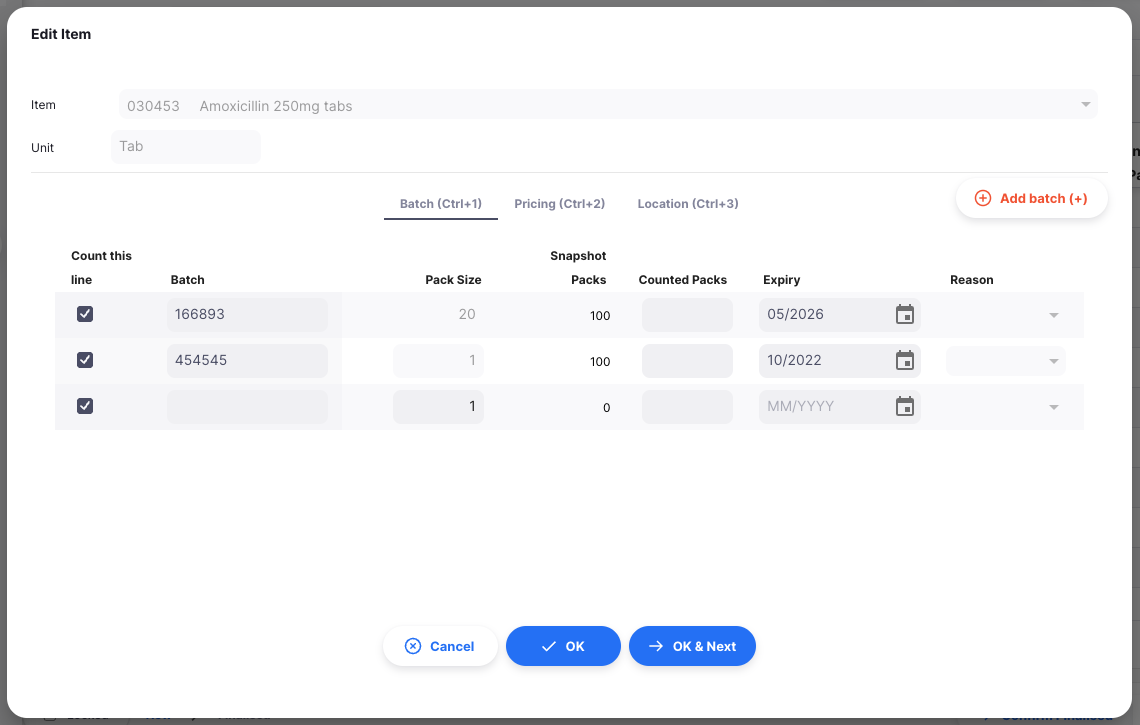 Edit Item
Item 030453 Amoxicillin 250mg tabs
Unit Tab
Batch (Ctrl+1) Pricing (Ctrl+2) Location (Ctrl+3) Add batch (+)
Count this Snapshot
line Batch Pack Size Packs Counted Packs Expiry Reason
166893 20 100 05/2026
454545 1 100 10/2022
1 0 MM/YYYY
Cancel OK OK & Next